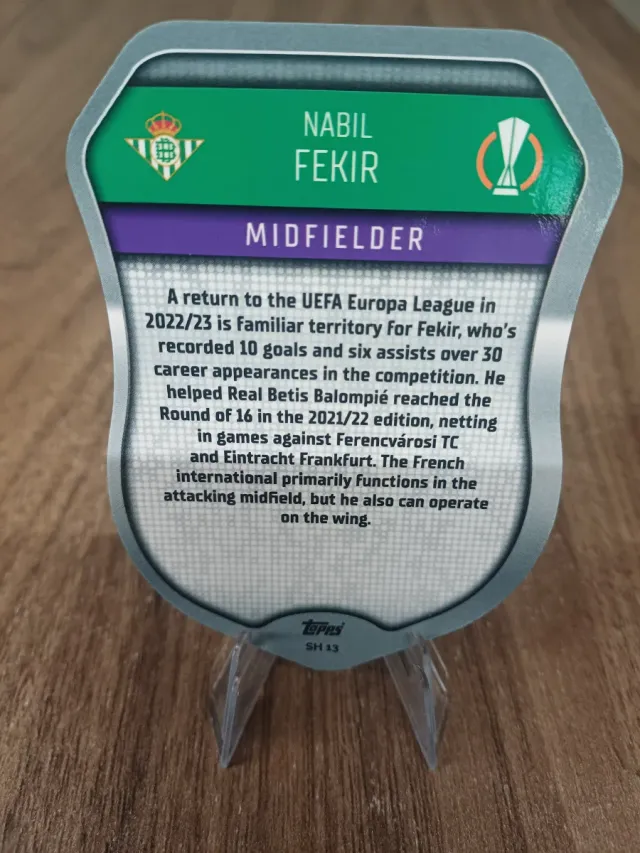 NABIL
FEKIR
MIDFIELDER
A return to the UEFA Europa League in
2022/23 is familiar territory for Fekir, who's
recorded 10 goals and six assists over 30
career appearances in the competition. He
helped Real Betis Balompié reached the
Round of 16 in the 2021/22 edition, netting
in games against Ferencvárosi TC
and Eintracht Frankfurt. The French
international primarily functions in the
attacking midfield, but he also can operate
on the wing.
Topps
SH 13